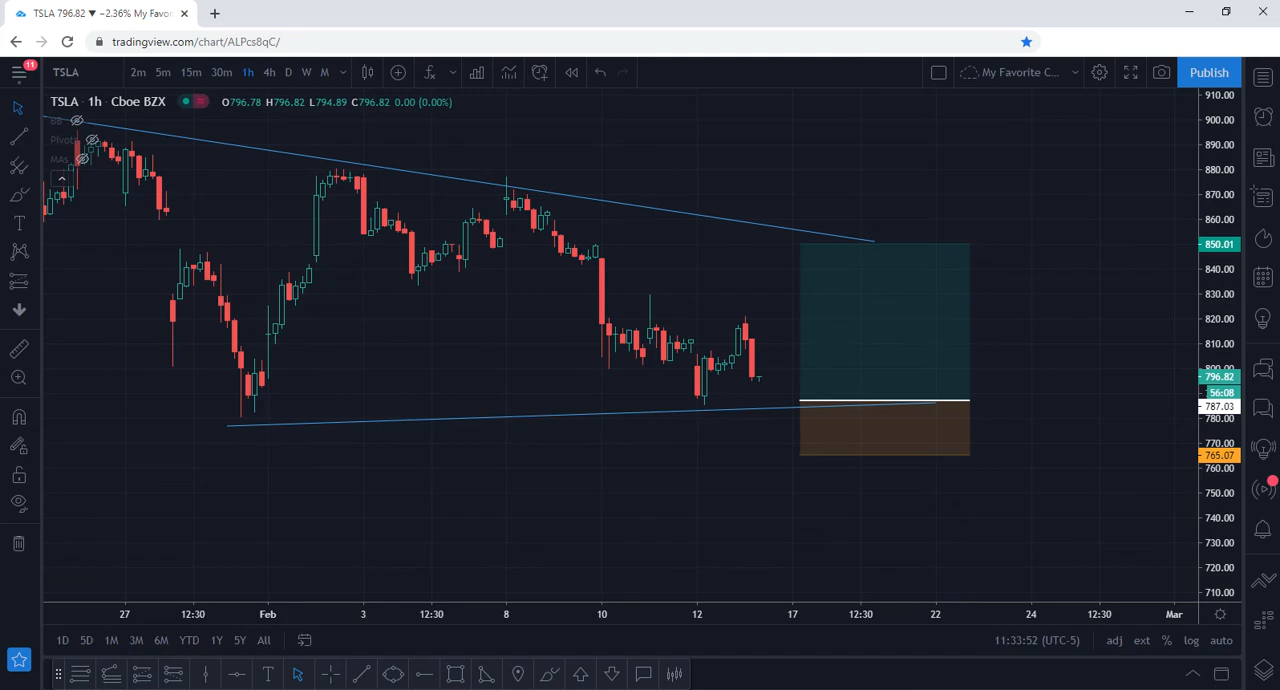 TSLA 796.82 ▼ −2.36% My Favor
tradingview.com/chart/ALPcs8qC/
11
TSLA 2m 5m 15m 30m 1h 4h D W M My Favorite C... Publish
TSLA · 1h · Cboe BZX O796.78 H796.82 L794.89 C796.82 0.00 (0.00%)
BB
Pivots
MAs
910.00
900.00
890.00
880.00
870.00
860.00
850.01
840.00
830.00
820.00
810.00
800.00
796.82
56:08
787.03
780.00
770.00
765.07
760.00
750.00
740.00
730.00
720.00
710.00
27 12:30 Feb 3 12:30 8 10 12 17 12:30 22 24 12:30 Mar
1D 5D 1M 3M 6M YTD 1Y 5Y All 11:33:52 (UTC-5) adj ext % log auto